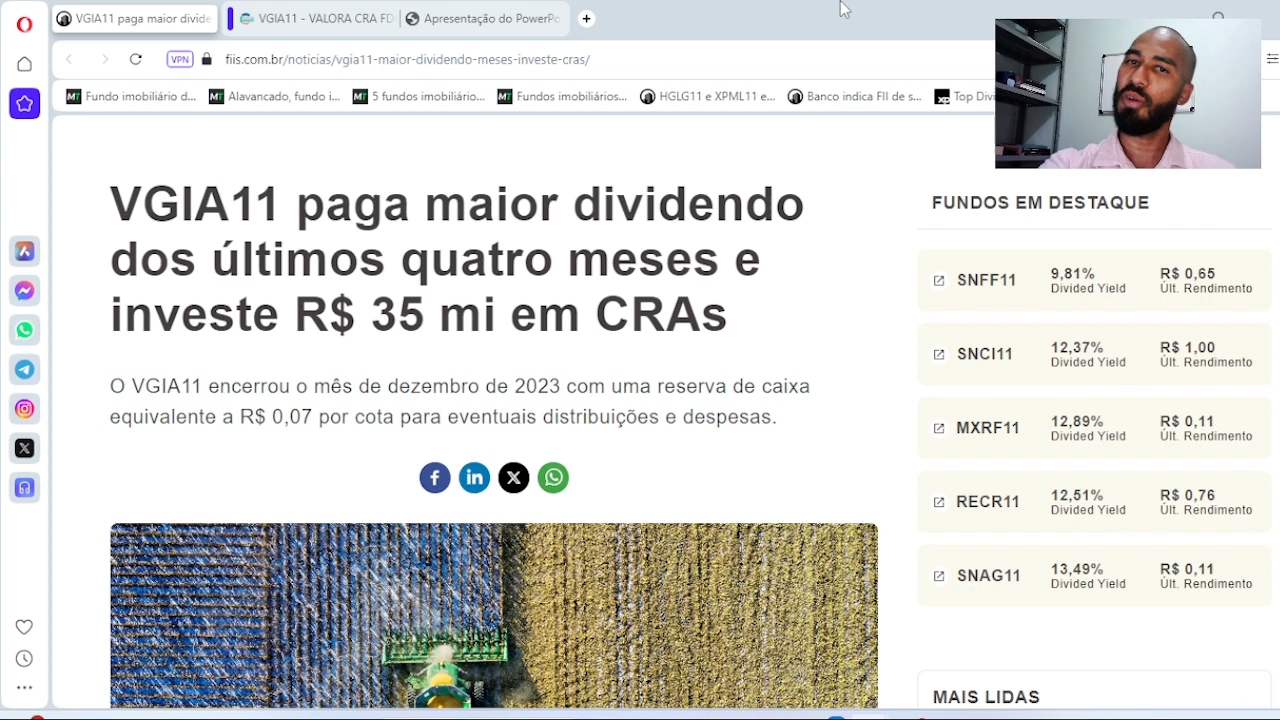 VGIA11 paga maior divide
VGIA11 - VALORA CRA FD
Apresentação do PowerPo
VPN
fiis.com.br/noticias/vgia11-maior-dividendo-meses-investe-cras/
Fundo imobiliário d...
Alavancado, fundo i...
5 fundos imobiliário...
Fundos imobiliários...
HGLG11 e XPML11 e...
Banco indica FII de s...
Top Divi
VGIA11 paga maior dividendo
dos últimos quatro meses e
investe R$ 35 mi em CRAs
O VGIA11 encerrou o mês de dezembro de 2023 com uma reserva de caixa
equivalente a R$ 0,07 por cota para eventuais distribuições e despesas.
FUNDOS EM DESTAQUE
SNFF11 9,81% R$ 0,65
Divided Yield Últ. Rendimento
SNCI11 12,37% R$ 1,00
Divided Yield Últ. Rendimento
MXRF11 12,89% R$ 0,11
Divided Yield Últ. Rendimento
RECR11 12,51% R$ 0,76
Divided Yield Últ. Rendimento
SNAG11 13,49% R$ 0,11
Divided Yield Últ. Rendimento
MAIS LIDAS